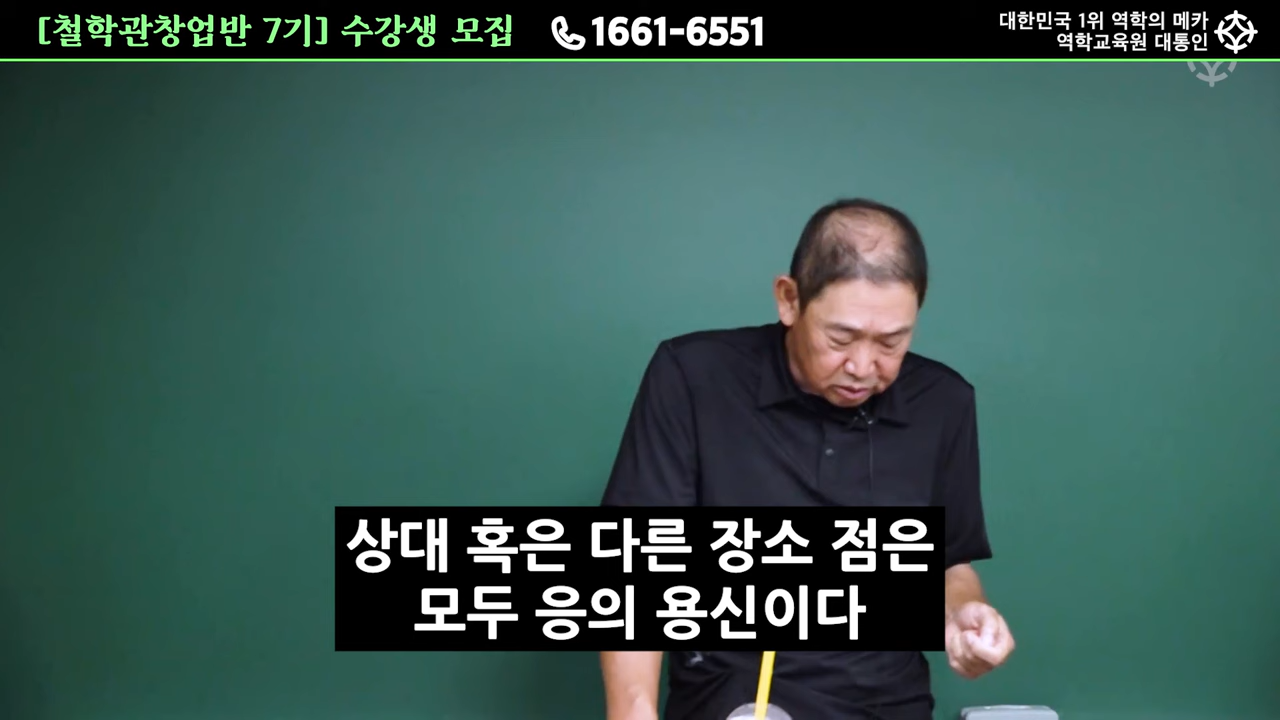 [철학관창업반 7기] 수강생 모집
1661-6551
대한민국 1위 역학의 메카
역학교육원 대통인
상대 혹은 다른 장소 점은
모두 응의 용신이다